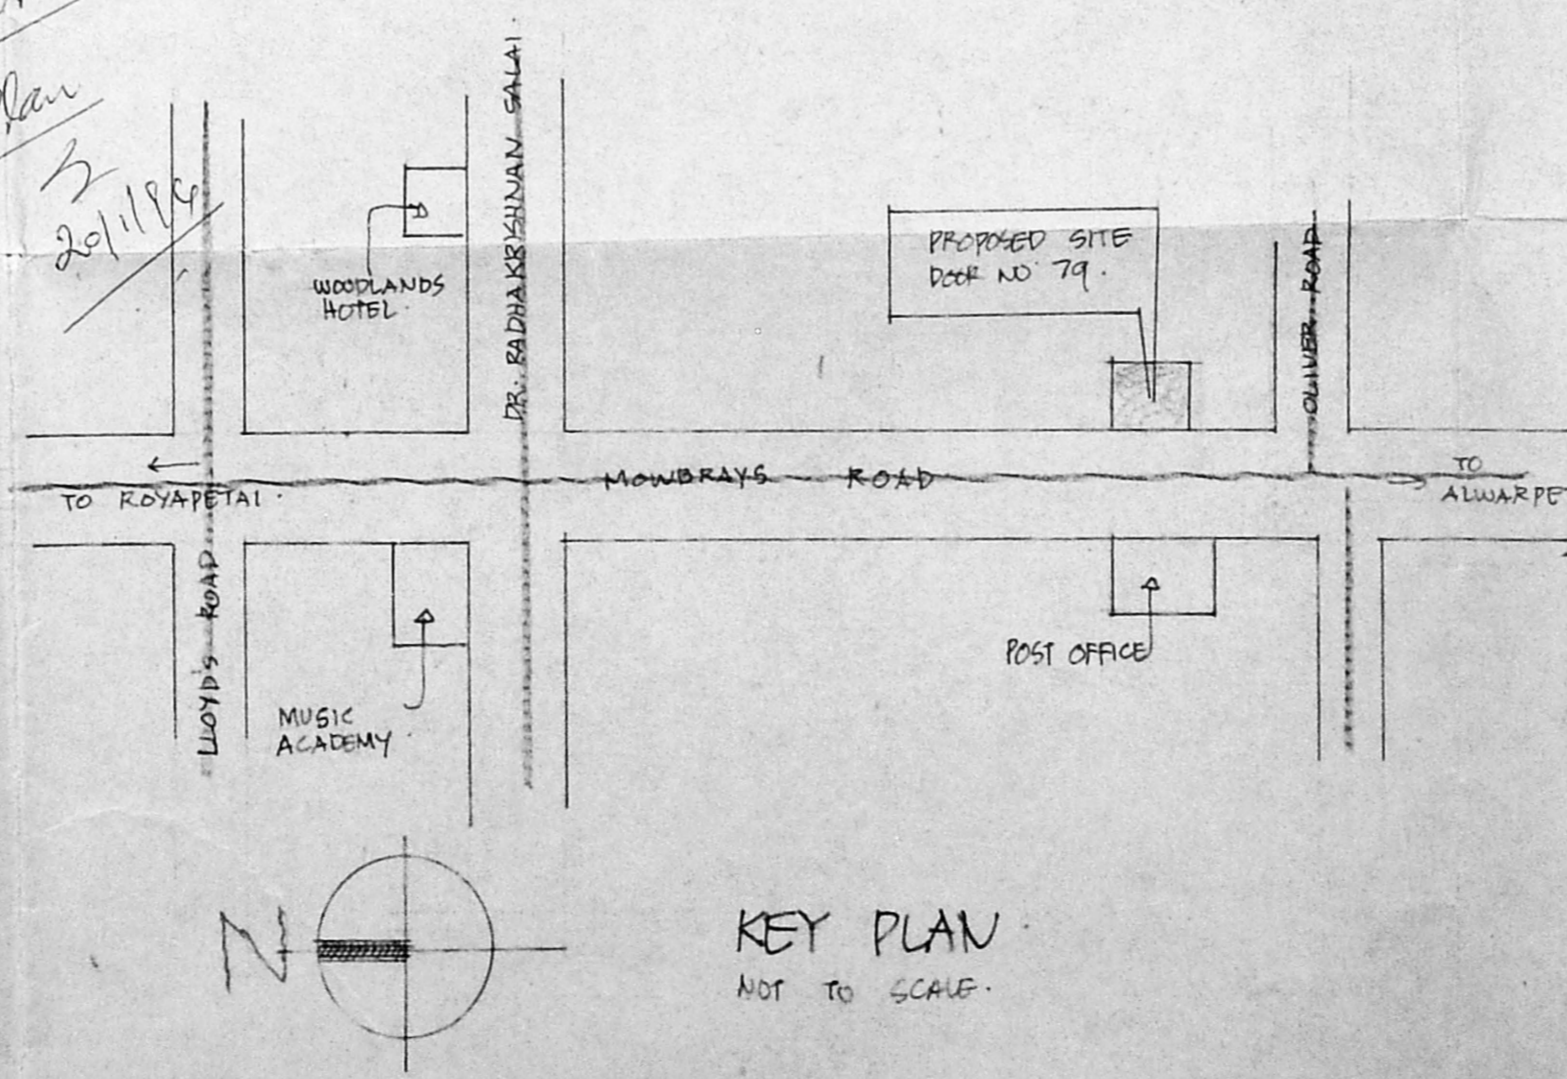 20/1/86
DR. RADHAKRISHNAN SALAI
WOODLANDS
HOTEL.
PROPOSED SITE
DOOR NO 79.
OLIVER ROAD
MOWBRAYS ROAD
TO ROYAPETAI.
TO
ALWARPE
LLOYD'S ROAD
MUSIC
ACADEMY
POST OFFICE
N
KEY PLAN
NOT TO SCALE.